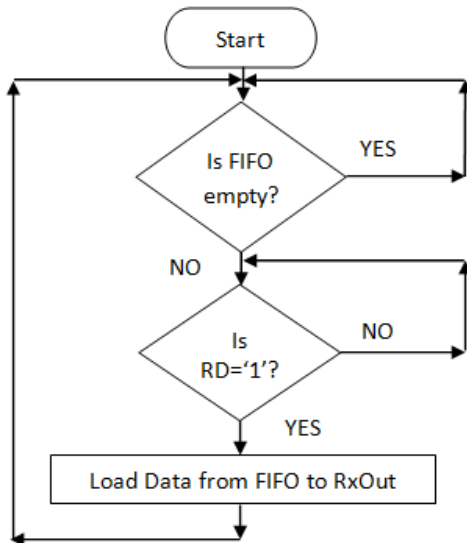 Start
Is FIFO
empty?
YES
NO
Is
RD=‘1’?
NO
YES
Load Data from FIFO to RxOut